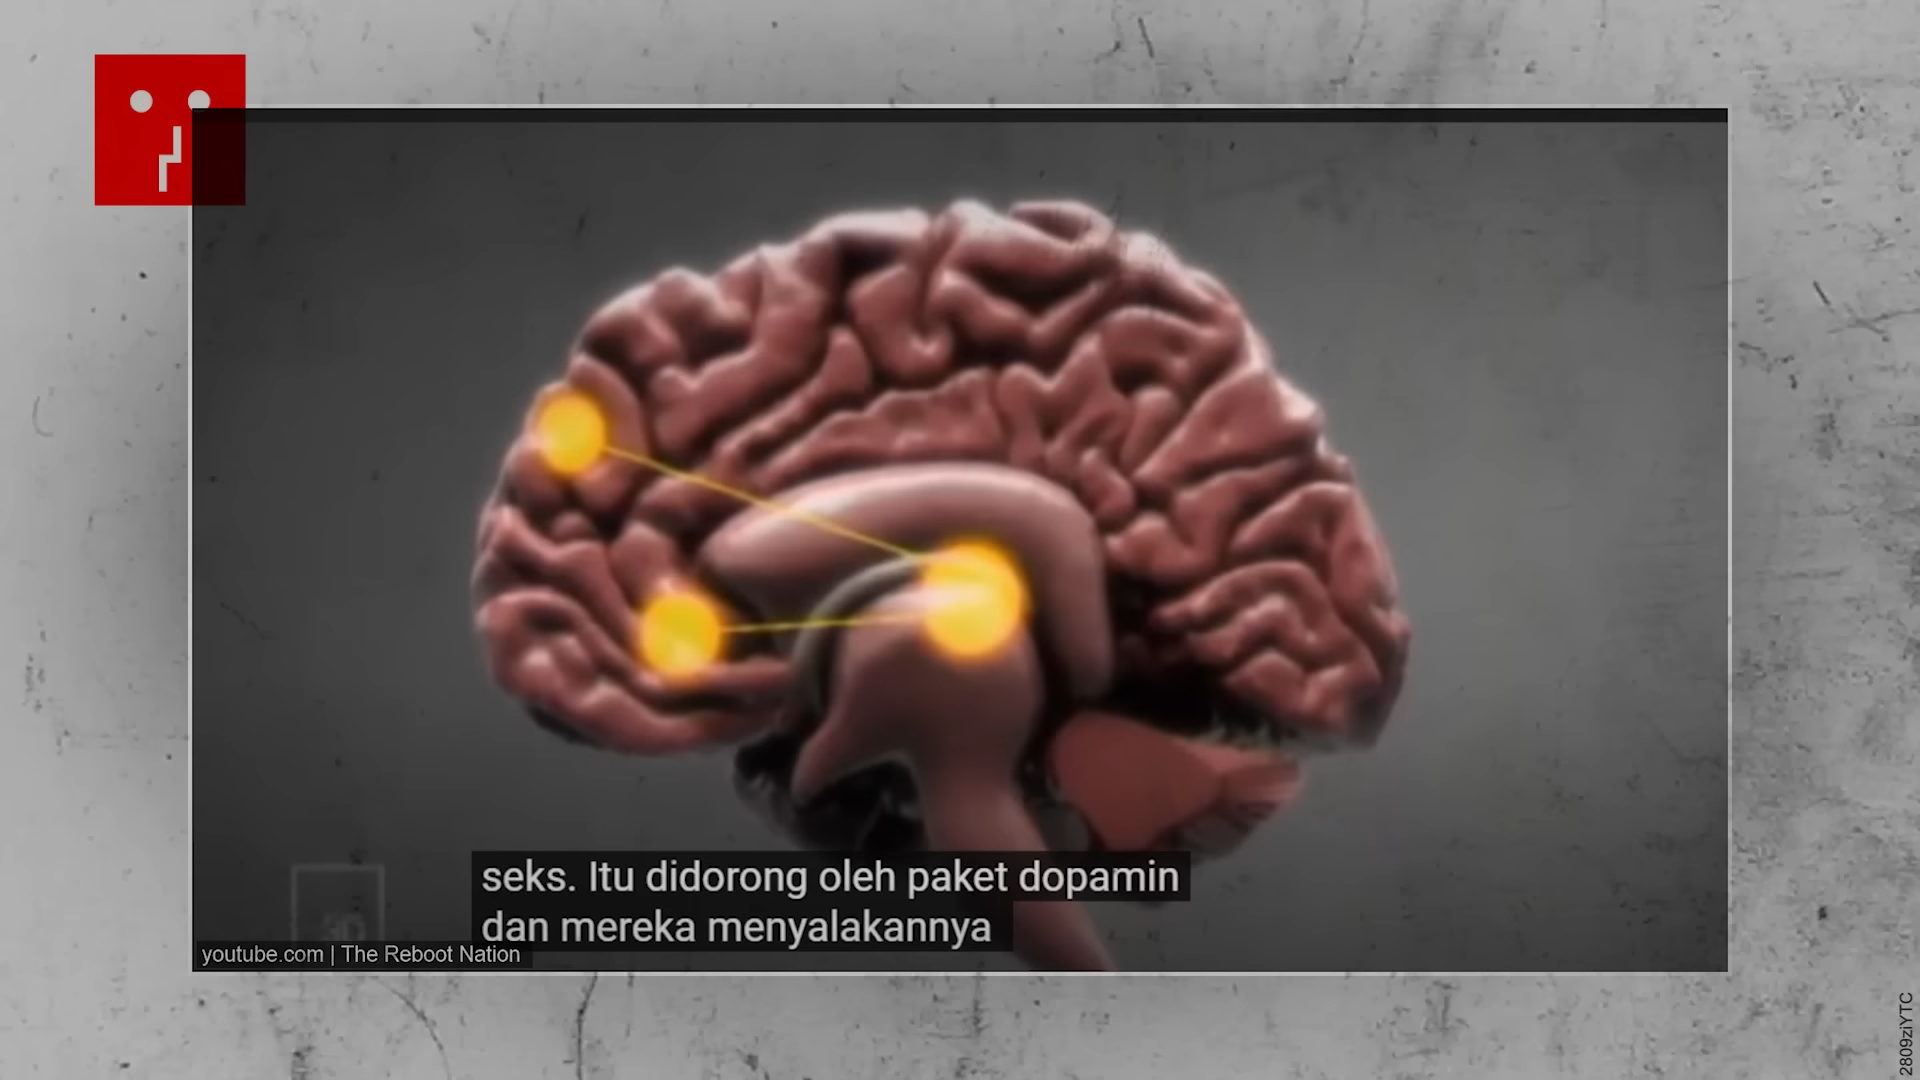 seks. Itu didorong oleh paket dopamin
dan mereka menyalakannya
youtube.com | The Reboot Nation
2809ziYTC